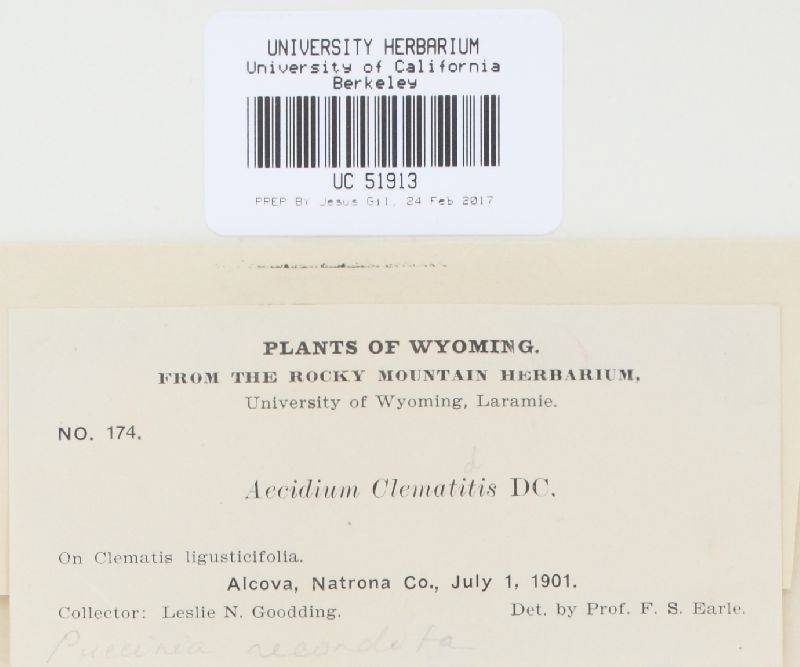 UNIVERSITY HERBARIUM
University of California
Berkeley
UC 51913
PREP BY Jesus Gil, 24 Feb 2017
PLANTS OF WYOMING.
FROM THE ROCKY MOUNTAIN HERBARIUM,
University of Wyoming, Laramie.
NO. 174.
d
Aecidium Clematitis DC.
On Clematis ligusticifolia.
Alcova, Natrona Co., July 1, 1901.
Collector: Leslie N. Goodding. Det. by Prof. F. S. Earle.
Puccinia recondita